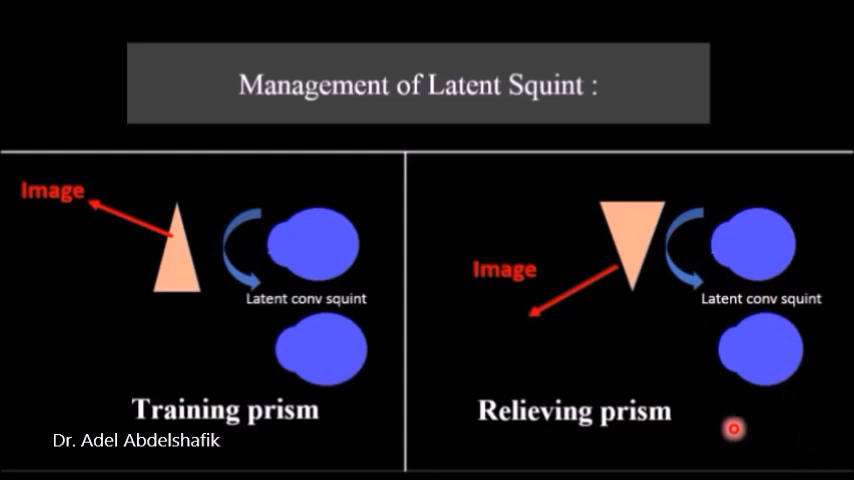 Management of Latent Squint :
Image
Latent conv squint
Training prism
Dr. Adel Abdelshafik
Image
Latent conv squint
Relieving prism